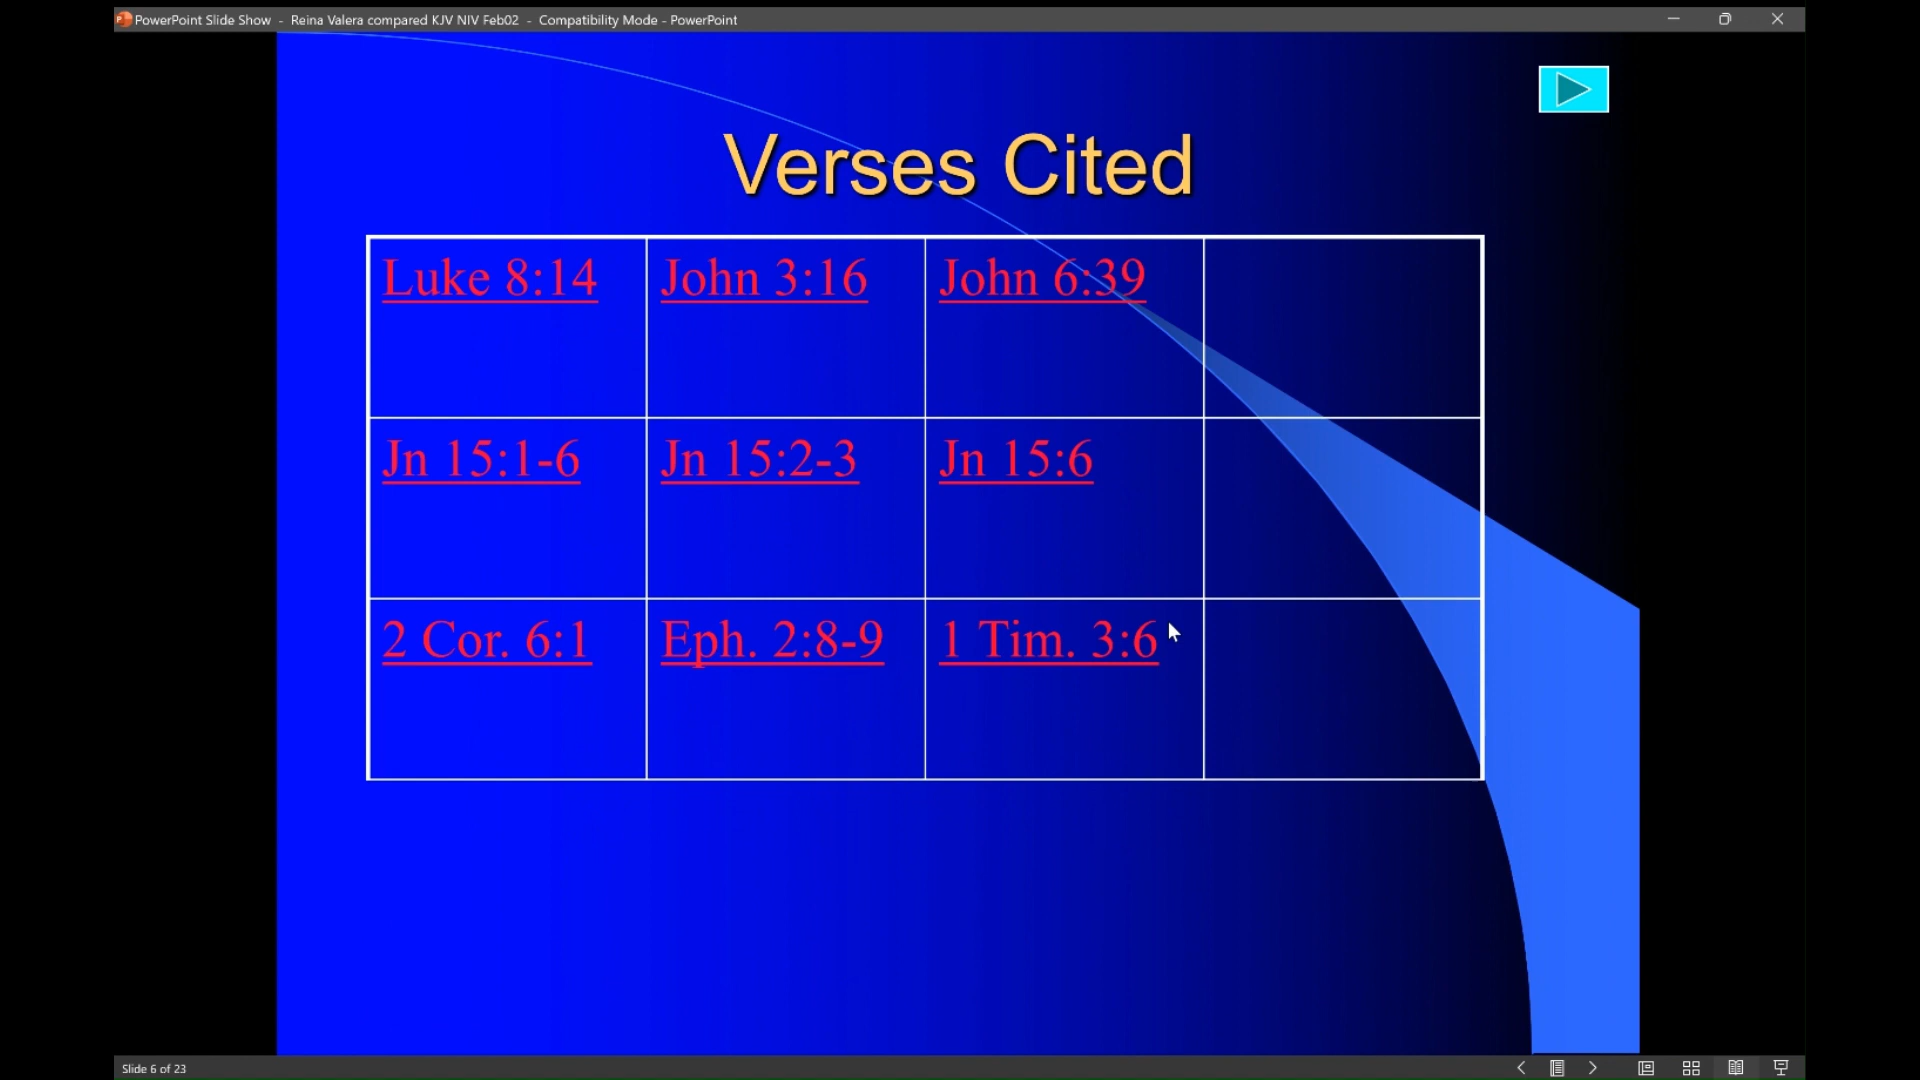 PowerPoint Slide Show - Reina Valera compared KJV NIV Feb02 - Compatibility Mode - PowerPoint
Verses Cited
Luke 8:14 John 3:16 John 6:39
Jn 15:1-6 Jn 15:2-3 Jn 15:6
2 Cor. 6:1 Eph. 2:8-9 1 Tim. 3:6
Slide 6 of 23